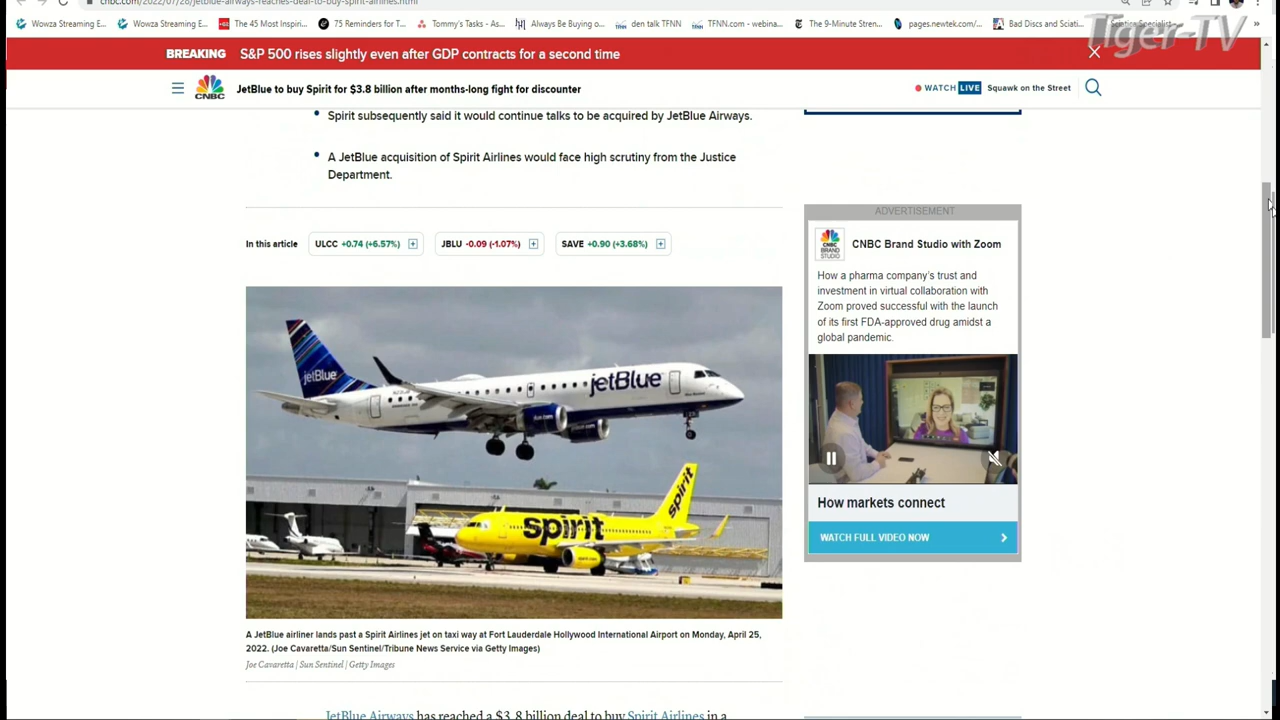 cnbc.com/2022/07/28/jetblue-airways-reaches-deal-to-buy-spirit-airlines.html
Wowza Streaming E... Wowza Streaming E... The 45 Most Inspiri... 75 Reminders for T... Tommy's Tasks - As... Always Be Buying o... den talk TFNN TFNN.com - webina... The 9-Minute Stren... pages.newtek.com/... Bad Discs and Sciati... Sciatica Specialist... »
Tiger-TV
BREAKING S&P 500 rises slightly even after GDP contracts for a second time
CNBC JetBlue to buy Spirit for $3.8 billion after months-long fight for discounter WATCH LIVE Squawk on the Street
Spirit subsequently said it would continue talks to be acquired by JetBlue Airways.
A JetBlue acquisition of Spirit Airlines would face high scrutiny from the Justice
Department.
In this article ULCC +0.74 (+6.57%) JBLU -0.09 (-1.07%) SAVE +0.90 (+3.68%)
jetBlue
jetBlue
spirit
spirit
A JetBlue airliner lands past a Spirit Airlines jet on taxi way at Fort Lauderdale Hollywood International Airport on Monday, April 25,
2022. (Joe Cavaretta/Sun Sentinel/Tribune News Service via Getty Images)
Joe Cavaretta | Sun Sentinel | Getty Images
JetBlue Airways has reached a $3.8 billion deal to buy Spirit Airlines in a
ADVERTISEMENT
CNBC
BRAND
STUDIO
CNBC Brand Studio with Zoom
How a pharma company's trust and
investment in virtual collaboration with
Zoom proved successful with the launch
of its first FDA-approved drug amidst a
global pandemic.
How markets connect
WATCH FULL VIDEO NOW